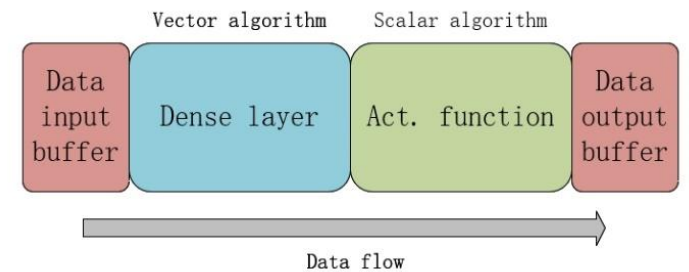 Vector algorithm
Scalar algorithm
Data
input
buffer
Dense layer
Act. function
Data
output
buffer
Data flow